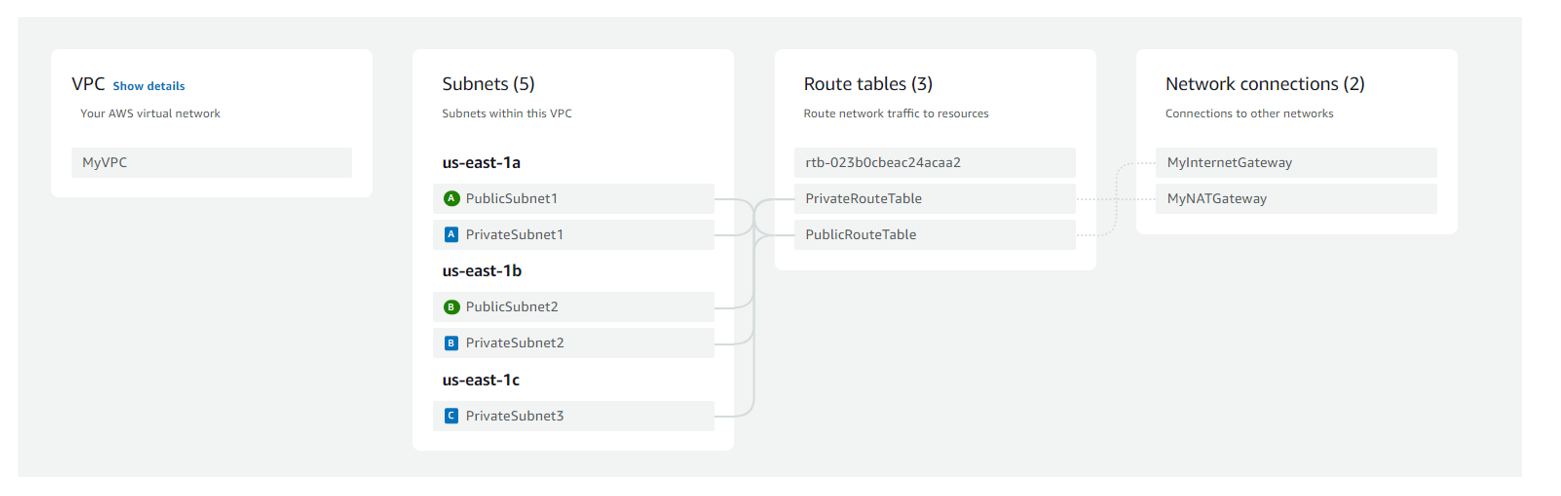 VPC Show details
Your AWS virtual network
MyVPC
Subnets (5)
Subnets within this VPC
us-east-1a
A PublicSubnet1
A PrivateSubnet1
us-east-1b
B PublicSubnet2
B PrivateSubnet2
us-east-1c
C PrivateSubnet3
Route tables (3)
Route network traffic to resources
rtb-023b0cbeac24acaa2
PrivateRouteTable
PublicRouteTable
Network connections (2)
Connections to other networks
MyInternetGateway
MyNATGateway